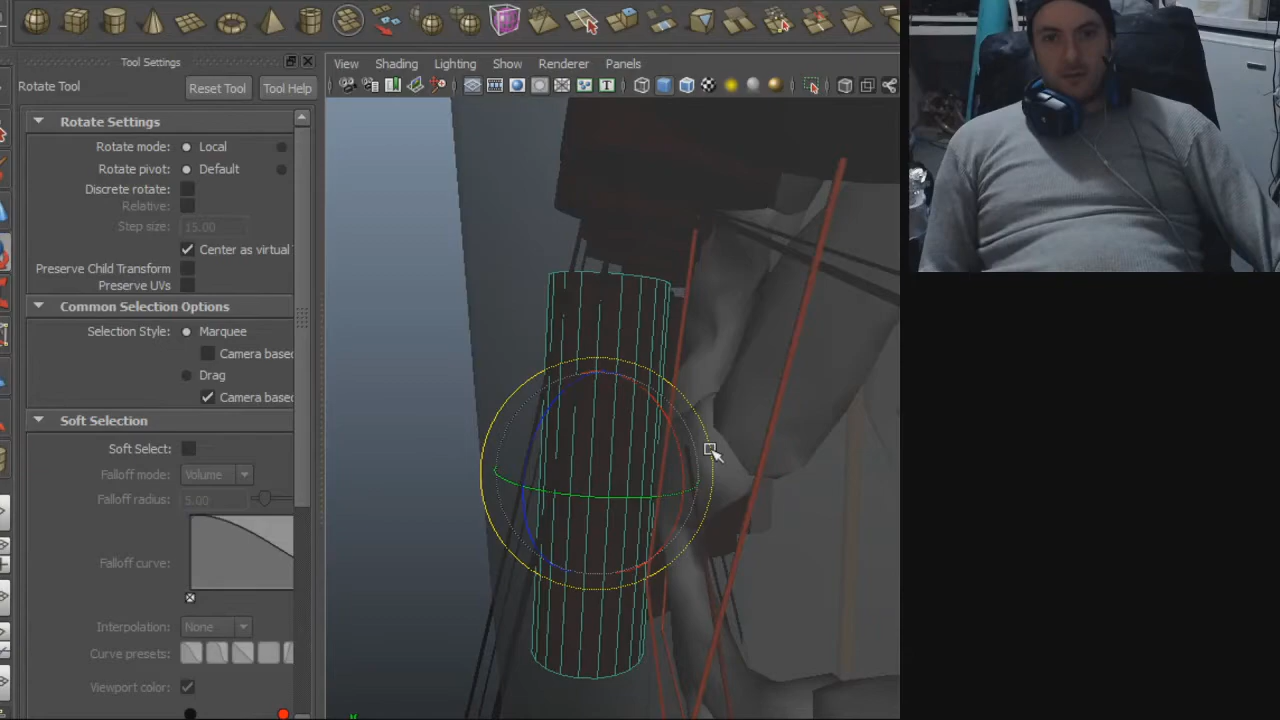 Tool Settings
View Shading Lighting Show Renderer Panels
Rotate Tool
Reset Tool
Tool Help
Rotate Settings
Rotate mode: Local
Rotate pivot: Default
Discrete rotate:
Relative:
Step size: 15.00
Center as virtual
Preserve Child Transform
Preserve UVs
Common Selection Options
Selection Style: Marquee
Camera based
Drag
Camera based
Soft Selection
Soft Select:
Falloff mode: Volume
Falloff radius: 5.00
Falloff curve:
Interpolation: None
Curve presets:
Viewport color: